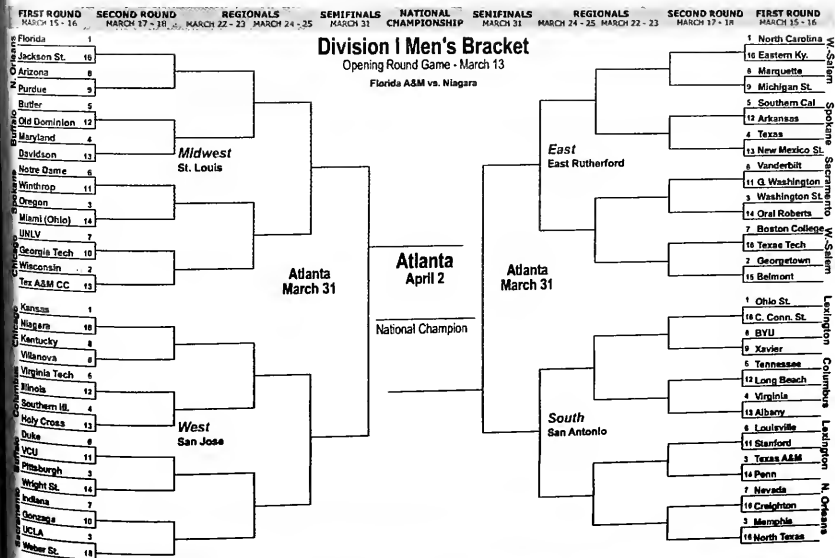 FIRST ROUND SECOND ROUND REGIONALS SEMIFINALS NATIONAL SEMIFINALS REGIONALS SECOND ROUND FIRST ROUND
MARCH 15 - 16 MARCH 17 - 18 MARCH 22 - 23 MARCH 24 - 25 MARCH 31 CHAMPIONSHIP MARCH 31 MARCH 24 - 25 MARCH 22 - 23 MARCH 17 - 18 MARCH 15 - 16
Division I Men's Bracket
Opening Round Game - March 13
Florida A&M vs. Niagara
N. Orleans
Florida 1
Jackson St. 16
Arizona 8
Purdue 9
Buffalo
Butler 5
Old Dominion 12
Maryland 4
Davidson 13
Midwest
St. Louis
Spokane
Notre Dame 6
Winthrop 11
Oregon 3
Miami (Ohio) 14
Chicago
UNLV 7
Georgia Tech 10
Wisconsin 2
Tex A&M CC 13
Atlanta
March 31
Chicago
Kansas 1
Niagara 16
Kentucky 8
Villanova 8
Columbus
Virginia Tech 5
Illinois 12
Southern Ill. 4
Holy Cross 13
West
San Jose
Buffalo
Duke 6
VCU 11
Pittsburgh 3
Wright St. 14
Sacramento
Indiana 7
Gonzaga 10
UCLA 3
Weber St.
Atlanta
April 2
National Champion
Atlanta
March 31
1 North Carolina
16 Eastern Ky.
8 Marquette
9 Michigan St.
W.-Salem
5 Southern Cal
12 Arkansas
4 Texas
13 New Mexico St.
Spokane
East
East Rutherford
6 Vanderbilt
11 G. Washington
3 Washington St.
14 Oral Roberts
Sacramento
7 Boston College
10 Texas Tech
2 Georgetown
15 Belmont
W.-Salem
1 Ohio St.
16 C. Conn. St.
8 BYU
9 Xavier
Lexington
5 Tennessee
12 Long Beach
4 Virginia
13 Albany
Columbus
South
San Antonio
6 Louisville
11 Stanford
3 Texas A&M
14 Penn
Lexington
7 Nevada
10 Creighton
3 Memphis
North Texas
N. Orleans